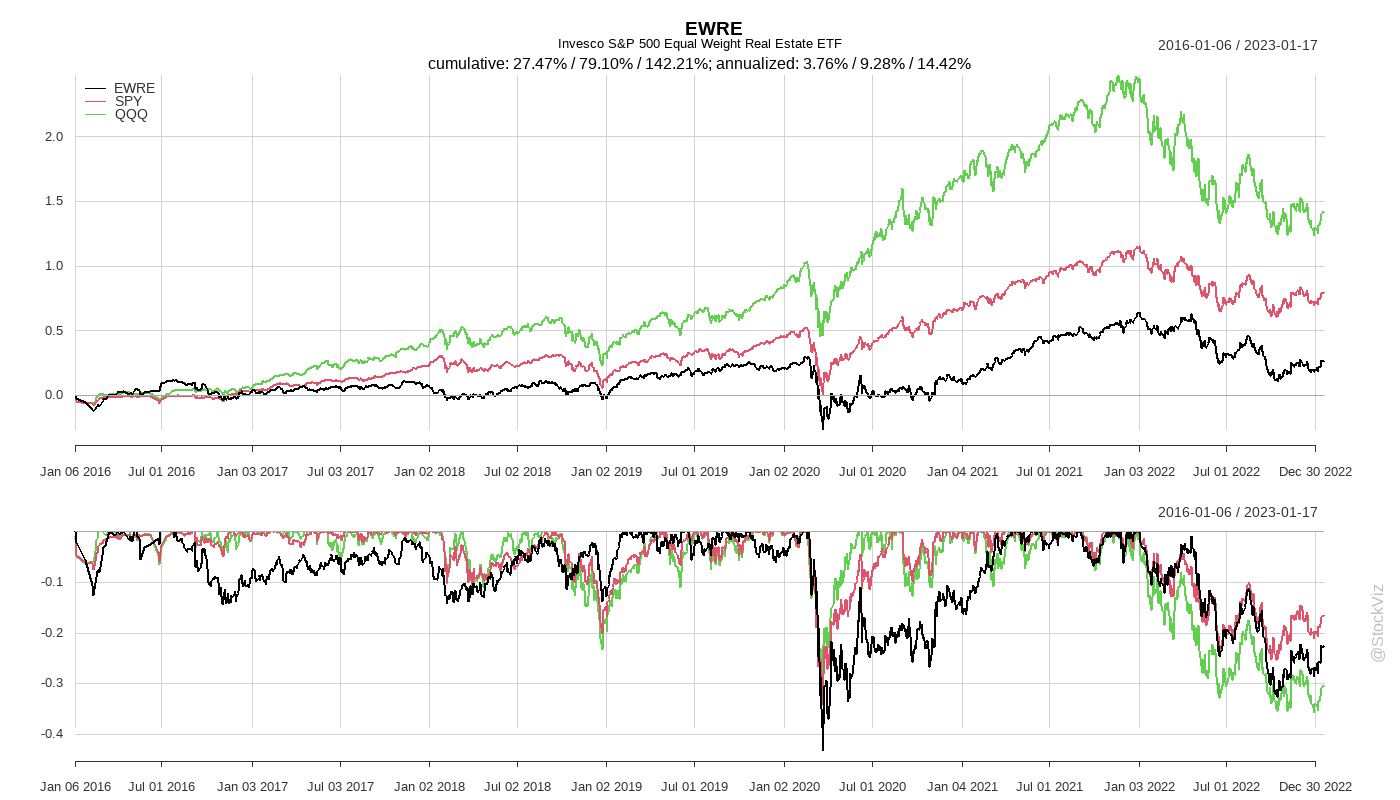 EWRE
Invesco S&P 500 Equal Weight Real Estate ETF
2016-01-06 / 2023-01-17
cumulative: 27.47% / 79.10% / 142.21%; annualized: 3.76% / 9.28% / 14.42%
EWRE
SPY
QQQ
2.0
1.5
1.0
0.5
0.0
Jan 06 2016 Jul 01 2016 Jan 03 2017 Jul 03 2017 Jan 02 2018 Jul 02 2018 Jan 02 2019 Jul 01 2019 Jan 02 2020 Jul 01 2020 Jan 04 2021 Jul 01 2021 Jan 03 2022 Jul 01 2022 Dec 30 2022
2016-01-06 / 2023-01-17
-0.1
-0.2
-0.3
-0.4
Jan 06 2016 Jul 01 2016 Jan 03 2017 Jul 03 2017 Jan 02 2018 Jul 02 2018 Jan 02 2019 Jul 01 2019 Jan 02 2020 Jul 01 2020 Jan 04 2021 Jul 01 2021 Jan 03 2022 Jul 01 2022 Dec 30 2022
@StockViz